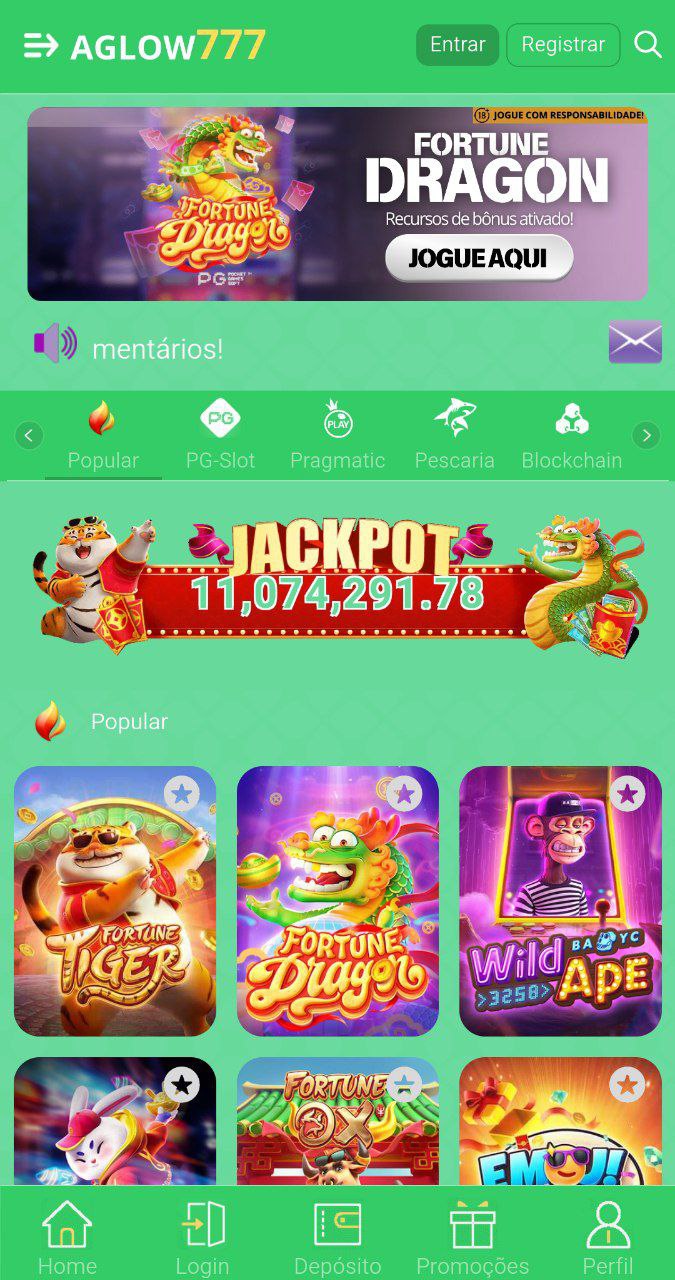 AGLOW777
Entrar
Registrar
18+ JOGUE COM RESPONSABILIDADE!
FORTUNE
DRAGON
Recursos de bônus ativado!
JOGUE AQUI
FORTUNE
Dragon
PG POCKET GAMES SOFT
mentários!
Popular
PG
PG-Slot
PLAY
Pragmatic
Pescaria
Blockchain
JACKPOT
11,074,291.78
Popular
FORTUNE
TIGER
FORTUNE
Dragon
BAYC
Wild
>3258>
APE
FORTUNE
OX
EMOJI
Home
Login
Depósito
Promoções
Perfil